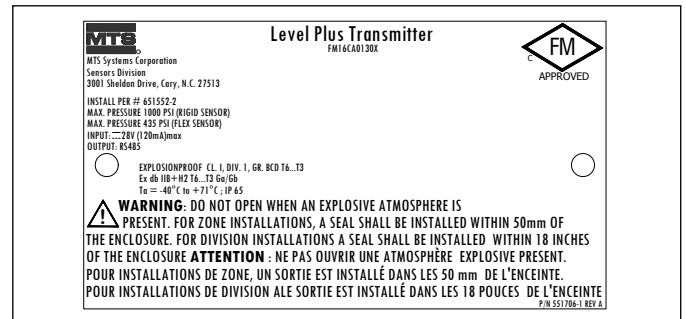 MTS
Level Plus Transmitter
FM16CA0130X
C FM
APPROVED
MTS Systems Corporation
Sensors Division
3001 Sheldon Drive, Cary, N.C. 27513
INSTALL PER # 651552-2
MAX. PRESSURE 1000 PSI (RIGID SENSOR)
MAX. PRESSURE 435 PSI (FLEX SENSOR)
INPUT: ⎓28V (120mA)max
OUTPUT: RS485
EXPLOSIONPROOF CL. I, DIV. 1, GR. BCD T6...T3
Ex db IIB+H2 T6...T3 Ga/Gb
Ta = -40°C to +71°C ; IP 65
WARNING: DO NOT OPEN WHEN AN EXPLOSIVE ATMOSPHERE IS
PRESENT. FOR ZONE INSTALLATIONS, A SEAL SHALL BE INSTALLED WITHIN 50mm OF
THE ENCLOSURE. FOR DIVISION INSTALLATIONS A SEAL SHALL BE INSTALLED WITHIN 18 INCHES
OF THE ENCLOSURE ATTENTION : NE PAS OUVRIR UNE ATMOSPHÈRE EXPLOSIVE PRESENT.
POUR INSTALLATIONS DE ZONE, UN SORTIE EST INSTALLÉ DANS LES 50 mm DE L'ENCEINTE.
POUR INSTALLATIONS DE DIVISION ALE SORTIE EST INSTALLÉ DANS LES 18 POUCES DE L'ENCEINTE
P/N 551706-1 REV A